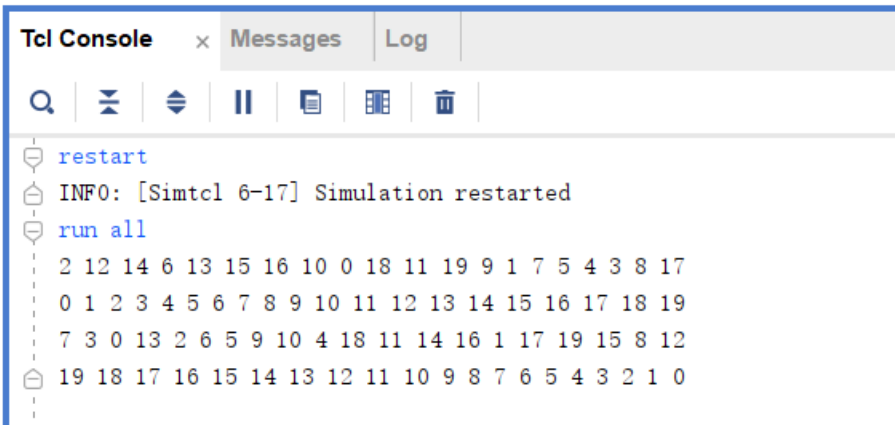 Tcl Console × Messages Log
restart
INFO: [Simtcl 6-17] Simulation restarted
run all
2 12 14 6 13 15 16 10 0 18 11 19 9 1 7 5 4 3 8 17
0 1 2 3 4 5 6 7 8 9 10 11 12 13 14 15 16 17 18 19
7 3 0 13 2 6 5 9 10 4 18 11 14 16 1 17 19 15 8 12
19 18 17 16 15 14 13 12 11 10 9 8 7 6 5 4 3 2 1 0